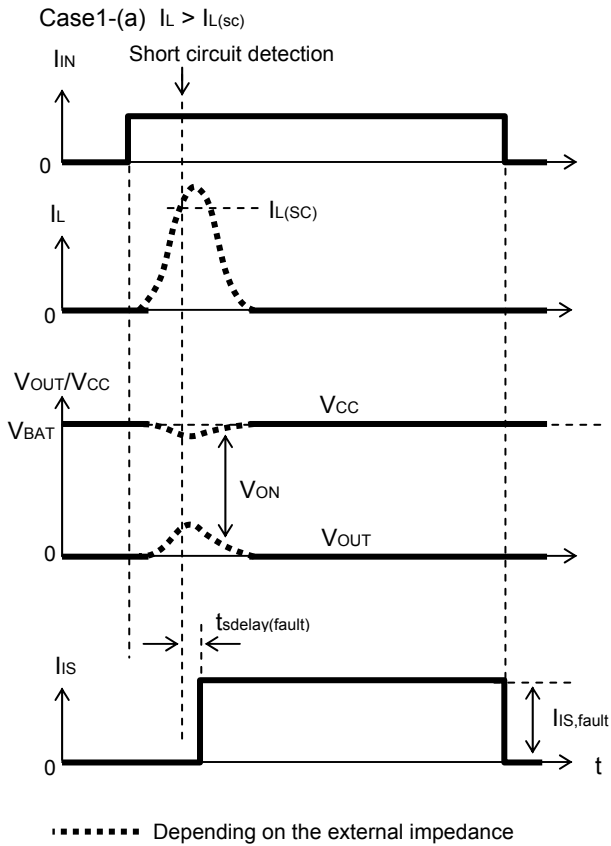 Case1-(a) IL > IL(sc)
Short circuit detection
IIN
0
IL(SC)
IL
0
VOUT/VCC
VCC
VBAT
VON
VOUT
0
tsdelay(fault)
IIS
IIS,fault
0
t
Depending on the external impedance